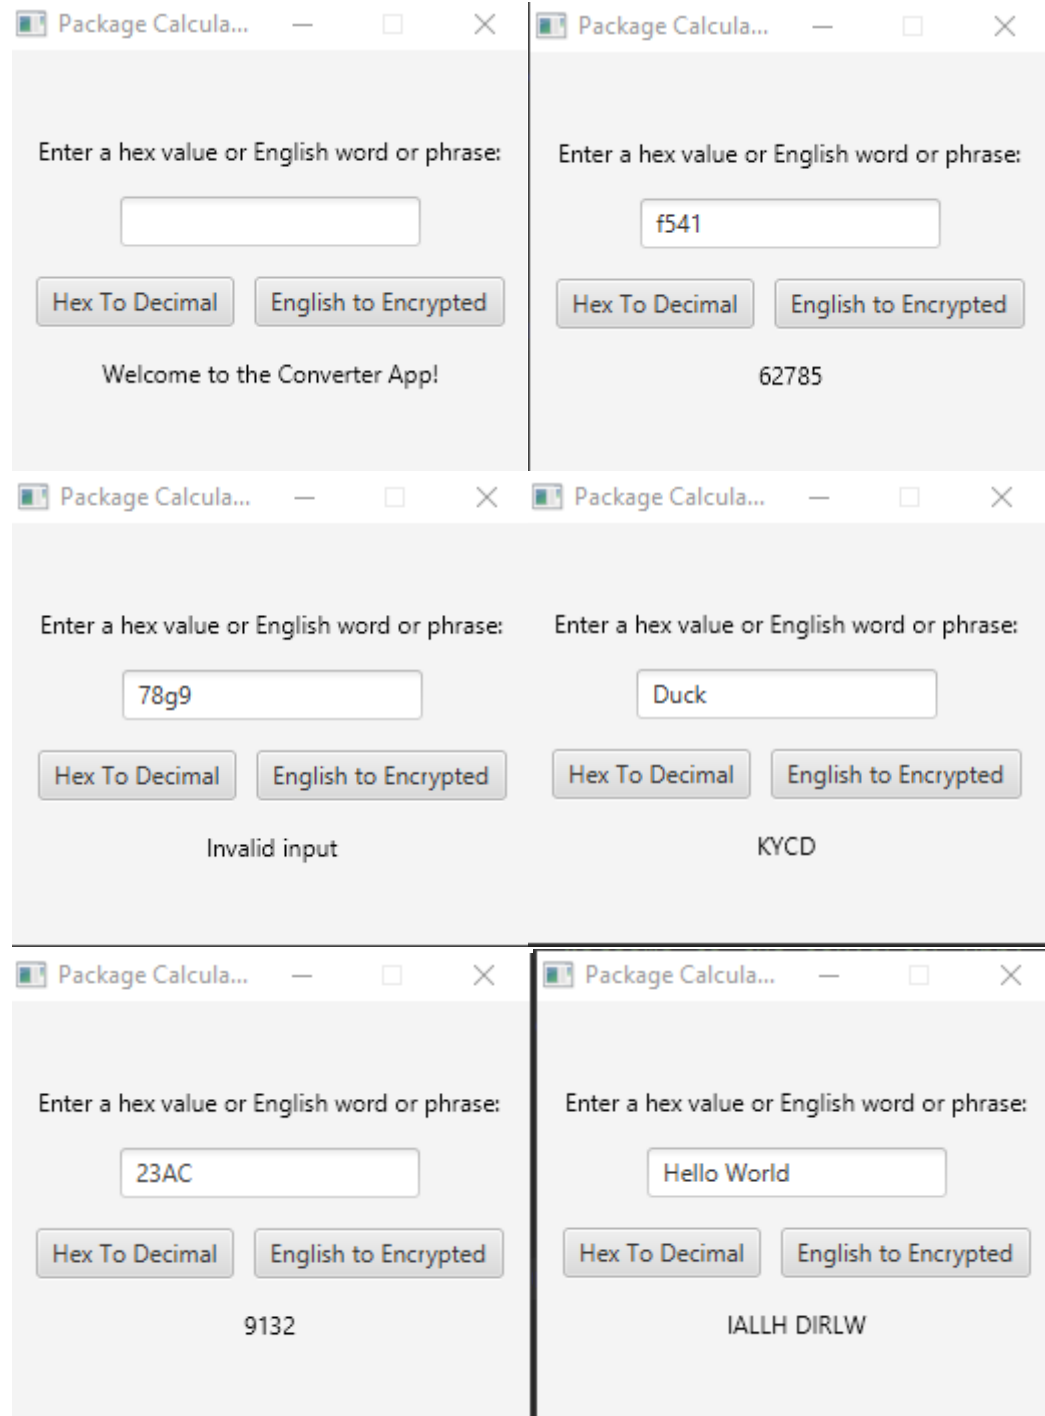 Package Calcula...
Enter a hex value or English word or phrase:
Hex To Decimal
English to Encrypted
Welcome to the Converter App!
Package Calcula...
Enter a hex value or English word or phrase:
f541
Hex To Decimal
English to Encrypted
62785
Package Calcula...
Enter a hex value or English word or phrase:
78g9
Hex To Decimal
English to Encrypted
Invalid input
Package Calcula...
Enter a hex value or English word or phrase:
Duck
Hex To Decimal
English to Encrypted
KYCD
Package Calcula...
Enter a hex value or English word or phrase:
23AC
Hex To Decimal
English to Encrypted
9132
Package Calcula...
Enter a hex value or English word or phrase:
Hello World
Hex To Decimal
English to Encrypted
IALLH DIRLW